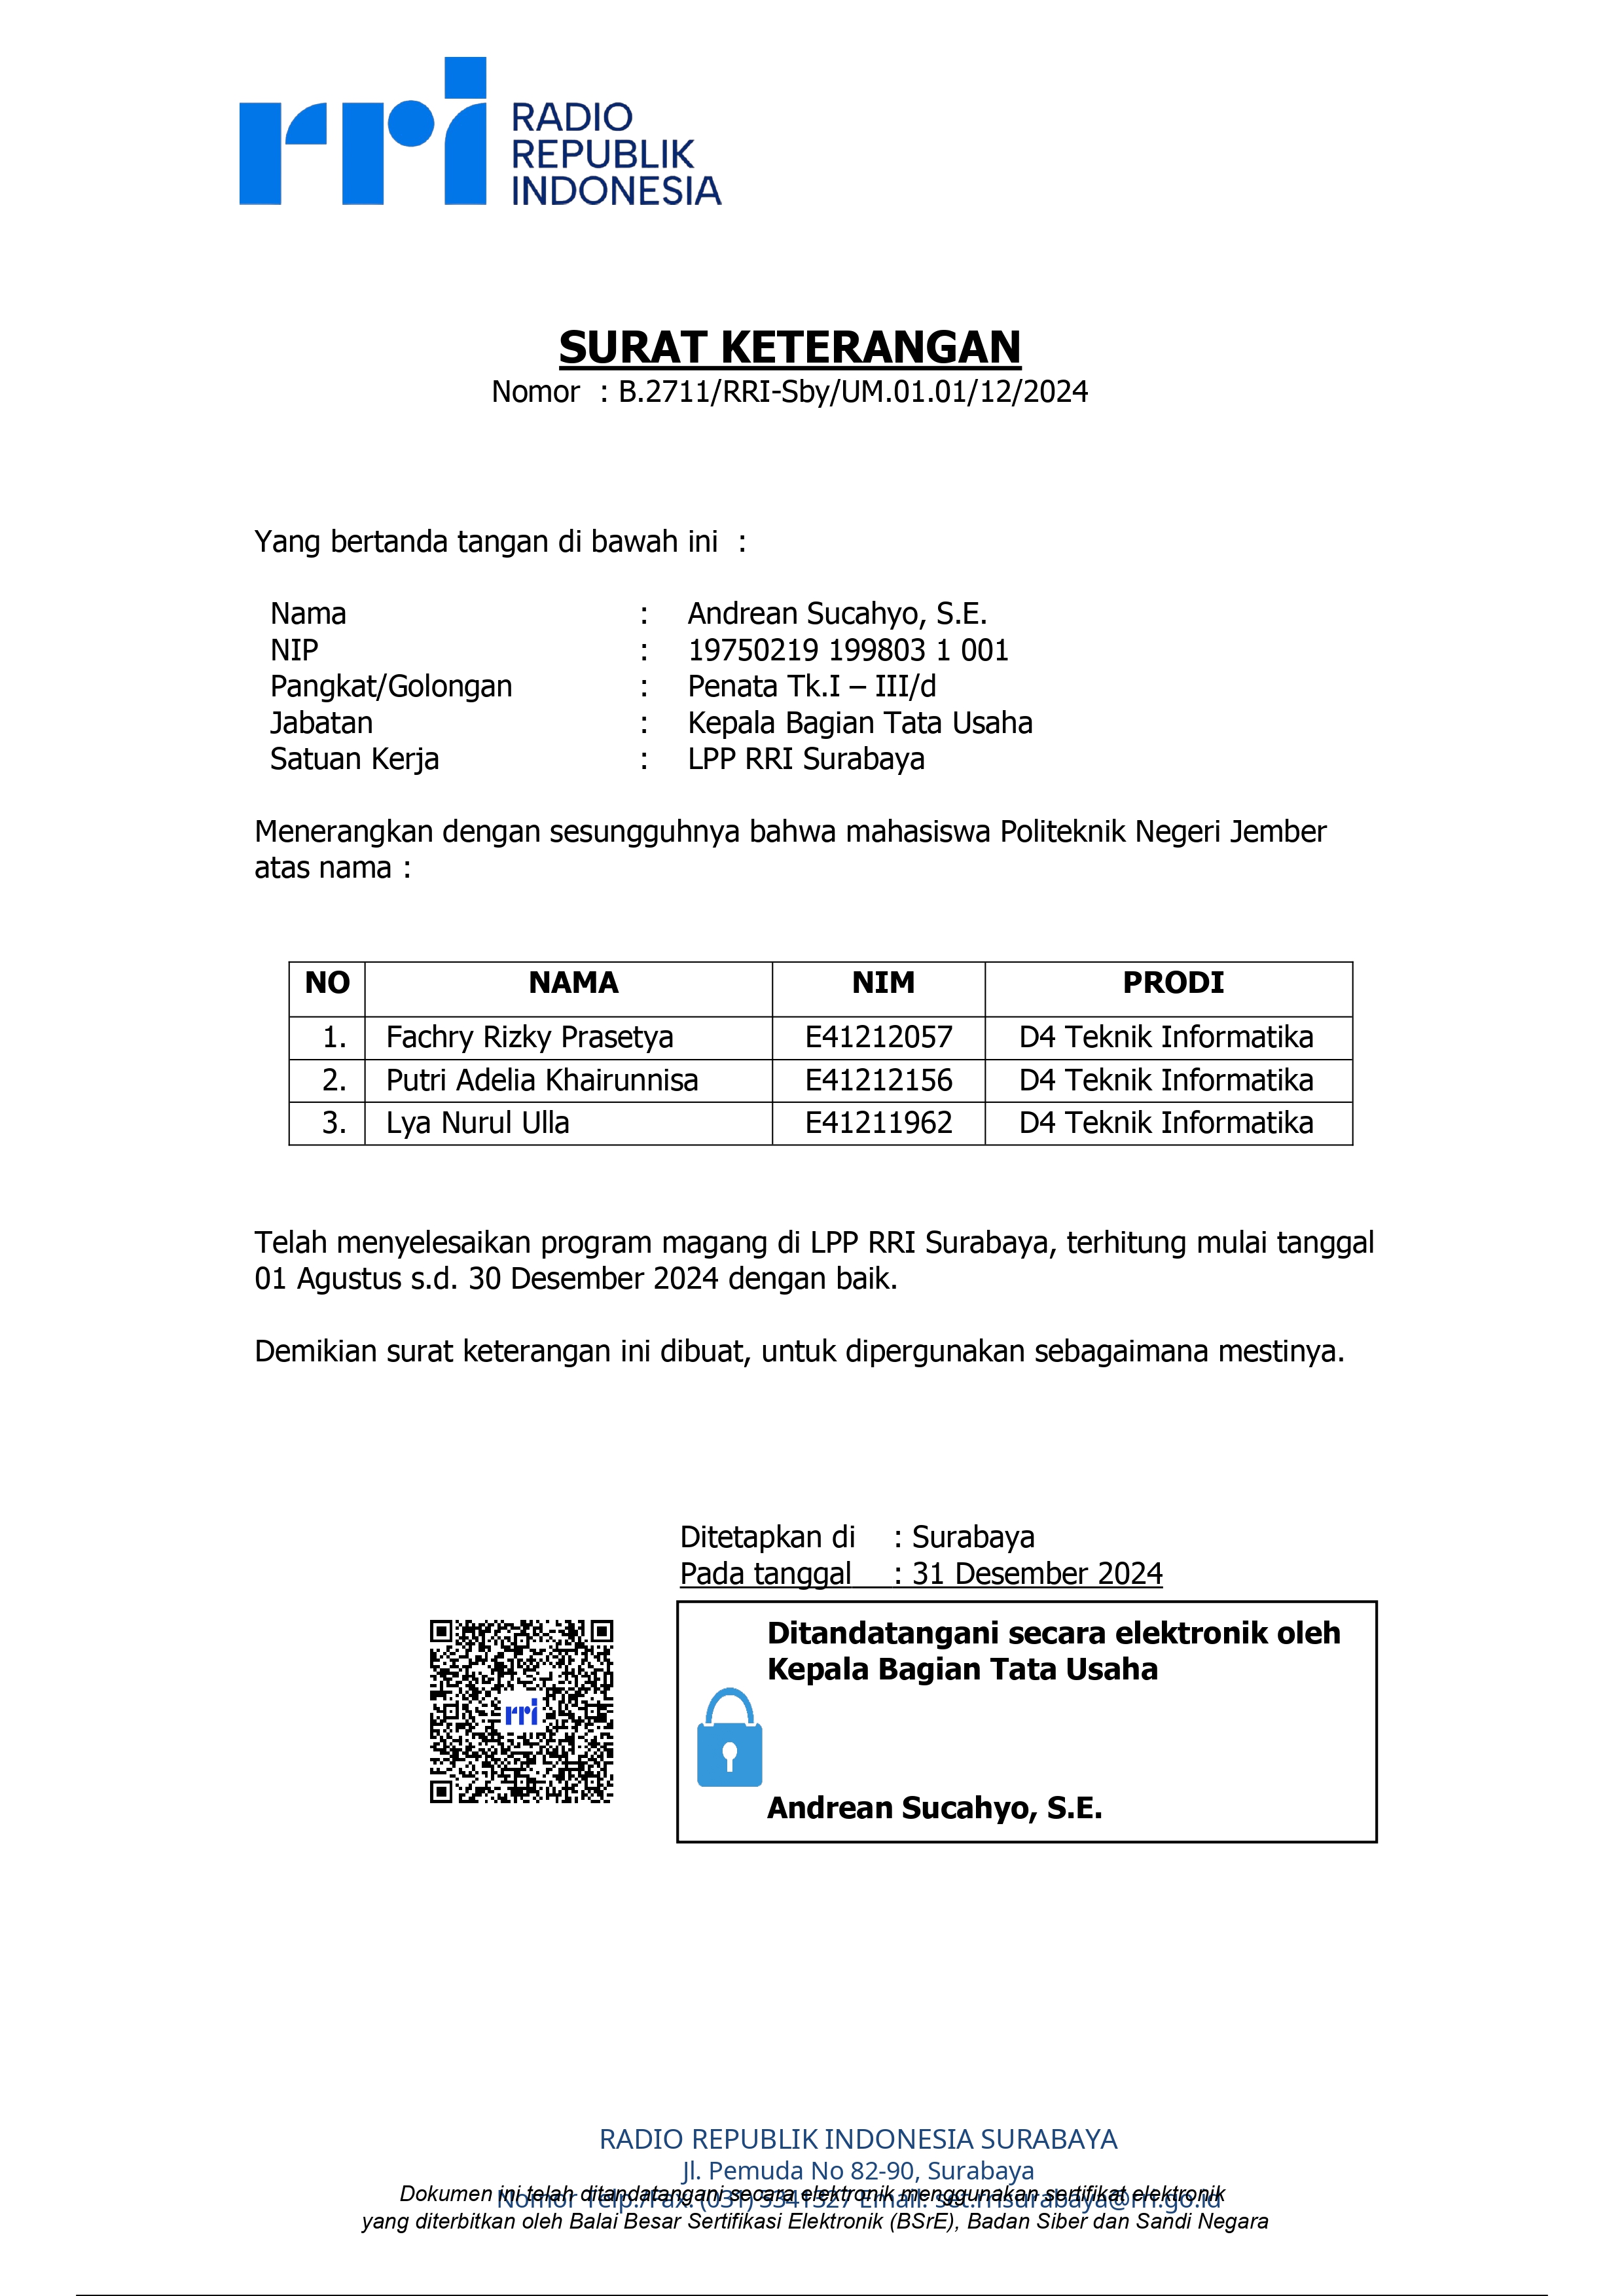 rri RADIO
REPUBLIK
INDONESIA
SURAT KETERANGAN
Nomor : B.2711/RRI-Sby/UM.01.01/12/2024
Yang bertanda tangan di bawah ini :
Nama : Andrean Sucahyo, S.E.
NIP : 19750219 199803 1 001
Pangkat/Golongan : Penata Tk.I – III/d
Jabatan : Kepala Bagian Tata Usaha
Satuan Kerja : LPP RRI Surabaya
Menerangkan dengan sesungguhnya bahwa mahasiswa Politeknik Negeri Jember
atas nama :
NO NAMA NIM PRODI
1. Fachry Rizky Prasetya E41212057 D4 Teknik Informatika
2. Putri Adelia Khairunnisa E41212156 D4 Teknik Informatika
3. Lya Nurul Ulla E41211962 D4 Teknik Informatika
Telah menyelesaikan program magang di LPP RRI Surabaya, terhitung mulai tanggal
01 Agustus s.d. 30 Desember 2024 dengan baik.
Demikian surat keterangan ini dibuat, untuk dipergunakan sebagaimana mestinya.
Ditetapkan di : Surabaya
Pada tanggal : 31 Desember 2024
Ditandatangani secara elektronik oleh
Kepala Bagian Tata Usaha
rri
Andrean Sucahyo, S.E.
RADIO REPUBLIK INDONESIA SURABAYA
Jl. Pemuda No 82-90, Surabaya
Dokumen ini telah ditandatangani secara elektronik menggunakan sertifikat elektronik
Nomor Telp./Fax. (031) Email:
yang diterbitkan oleh Balai Besar Sertifikasi Elektronik (BSrE), Badan Siber dan Sandi Negara